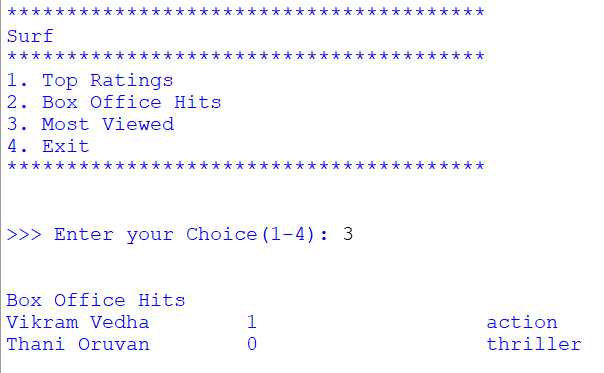 ****************************************
Surf
****************************************
1. Top Ratings
2. Box Office Hits
3. Most Viewed
4. Exit
****************************************
>>> Enter your Choice(1-4): 3
Box Office Hits
Vikram Vedha        1                   action
Thani Oruvan        0                   thriller